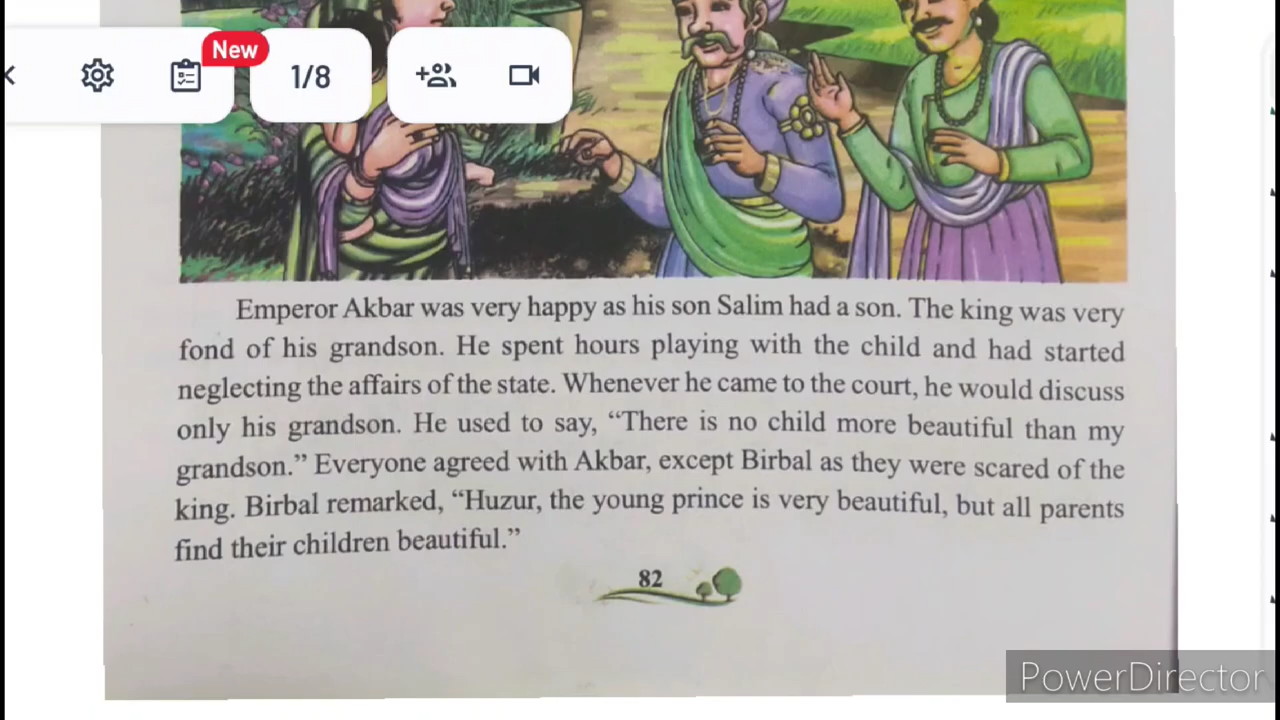 New
1/8
Emperor Akbar was very happy as his son Salim had a son. The king was very
fond of his grandson. He spent hours playing with the child and had started
neglecting the affairs of the state. Whenever he came to the court, he would discuss
only his grandson. He used to say, “There is no child more beautiful than my
grandson.” Everyone agreed with Akbar, except Birbal as they were scared of the
king. Birbal remarked, “Huzur, the young prince is very beautiful, but all parents
find their children beautiful.”
82
PowerDirector